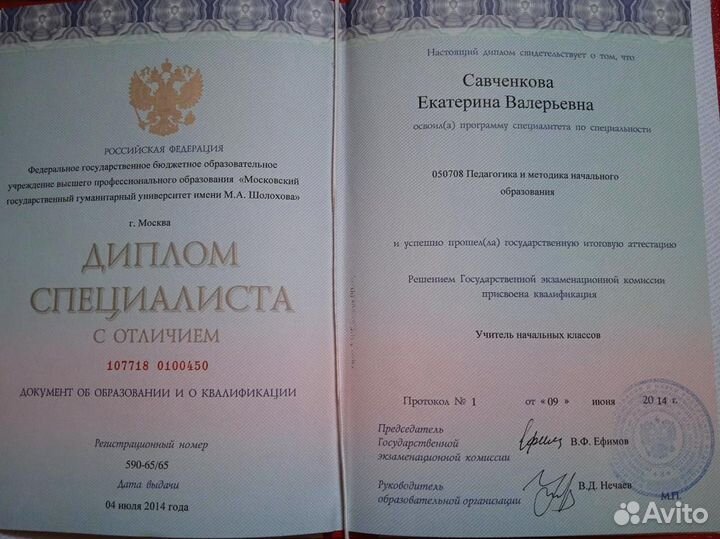 РОССИЙСКАЯ ФЕДЕРАЦИЯ
Федеральное государственное бюджетное образовательное
учреждение высшего профессионального образования «Московский
государственный гуманитарный университет имени М.А. Шолохова»
г. Москва
ДИПЛОМ
СПЕЦИАЛИСТА
С ОТЛИЧИЕМ
107718 0100450
ДОКУМЕНТ ОБ ОБРАЗОВАНИИ И О КВАЛИФИКАЦИИ
Регистрационный номер
590-65/65
Дата выдачи
04 июля 2014 года
Настоящий диплом свидетельствует о том, что
Савченкова
Екатерина Валерьевна
освоил(а) программу специалитета по специальности
050708 Педагогика и методика начального
образования
и успешно прошел(ла) государственную итоговую аттестацию
Решением Государственной экзаменационной комиссии
присвоена квалификация
Учитель начальных классов
Протокол № 1 от «09» июня 2014 г.
Председатель
Государственной
экзаменационной комиссии
В.Ф. Ефимов
Руководитель
образовательной организации
В.Д. Нечаев
М.П.
Avito